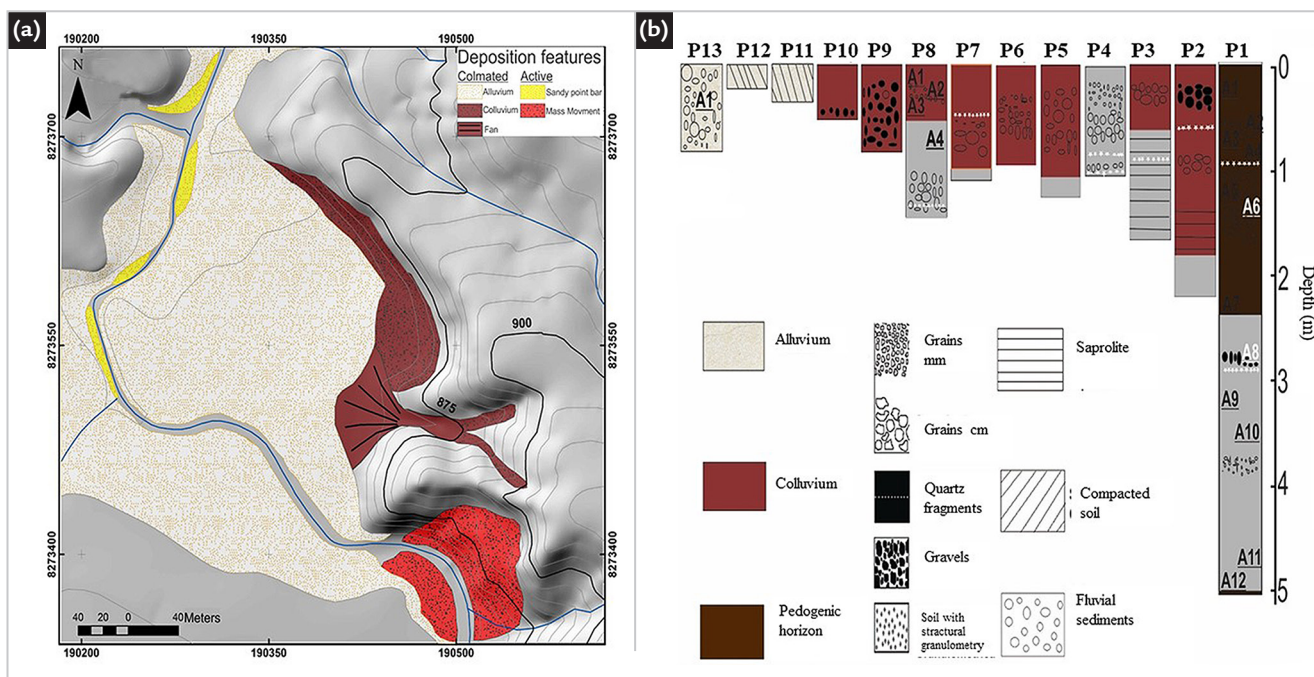 (a)
190200 190350 190500
N
Deposition features
Colmated Active
Alluvium Sandy point bar
Colluvium Mass Movment
Fan
8273700 8273700
900
8273550 8273550
875
8273400 8273400
40 20 0 40 Meters
190200 190350 190500
(b)
P13 P12 P11 P10 P9 P8 P7 P6 P5 P4 P3 P2 P1
0
A1
A1
A2
A3
A4
A1
1
A6
2
Depth (m)
A8
3
A9
A10
4
A11
A12
5
Alluvium
Grains
mm
Saprolite
Grains cm
Colluvium
Quartz
fragments
Compacted
soil
Gravels
Pedogenic
horizon
Soil with
stractural
granulometry
Fluvial
sediments